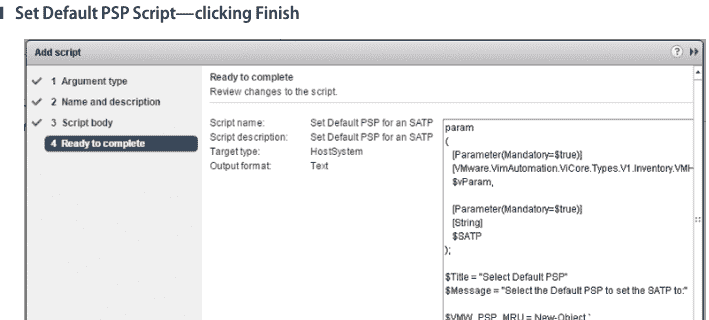 Set Default PSP Script—clicking Finish
Add script
1 Argument type
2 Name and description
3 Script body
4 Ready to complete
Ready to complete
Review changes to the script.
Script name: Set Default PSP for an SATP
Script description: Set Default PSP for an SATP
Target type: HostSystem
Output format: Text
param
(
[Parameter(Mandatory=$true)]
[VMware.VimAutomation.ViCore.Types.V1.Inventory.VMH
$vParam,
[Parameter(Mandatory=$true)]
[String]
$SATP
);
$Title = "Select Default PSP"
$Message = "Select the Default PSP to set the SATP to:"
$VMW_PSP_MRU = New-Object `